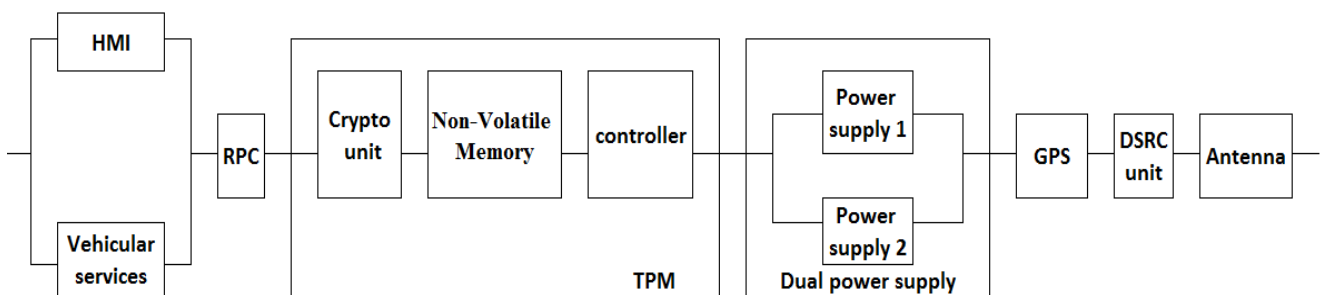 HMI
Vehicular
services
RPC
Crypto
unit
Non-Volatile
Memory
controller
TPM
Power
supply 1
Power
supply 2
Dual power supply
GPS
DSRC
unit
Antenna